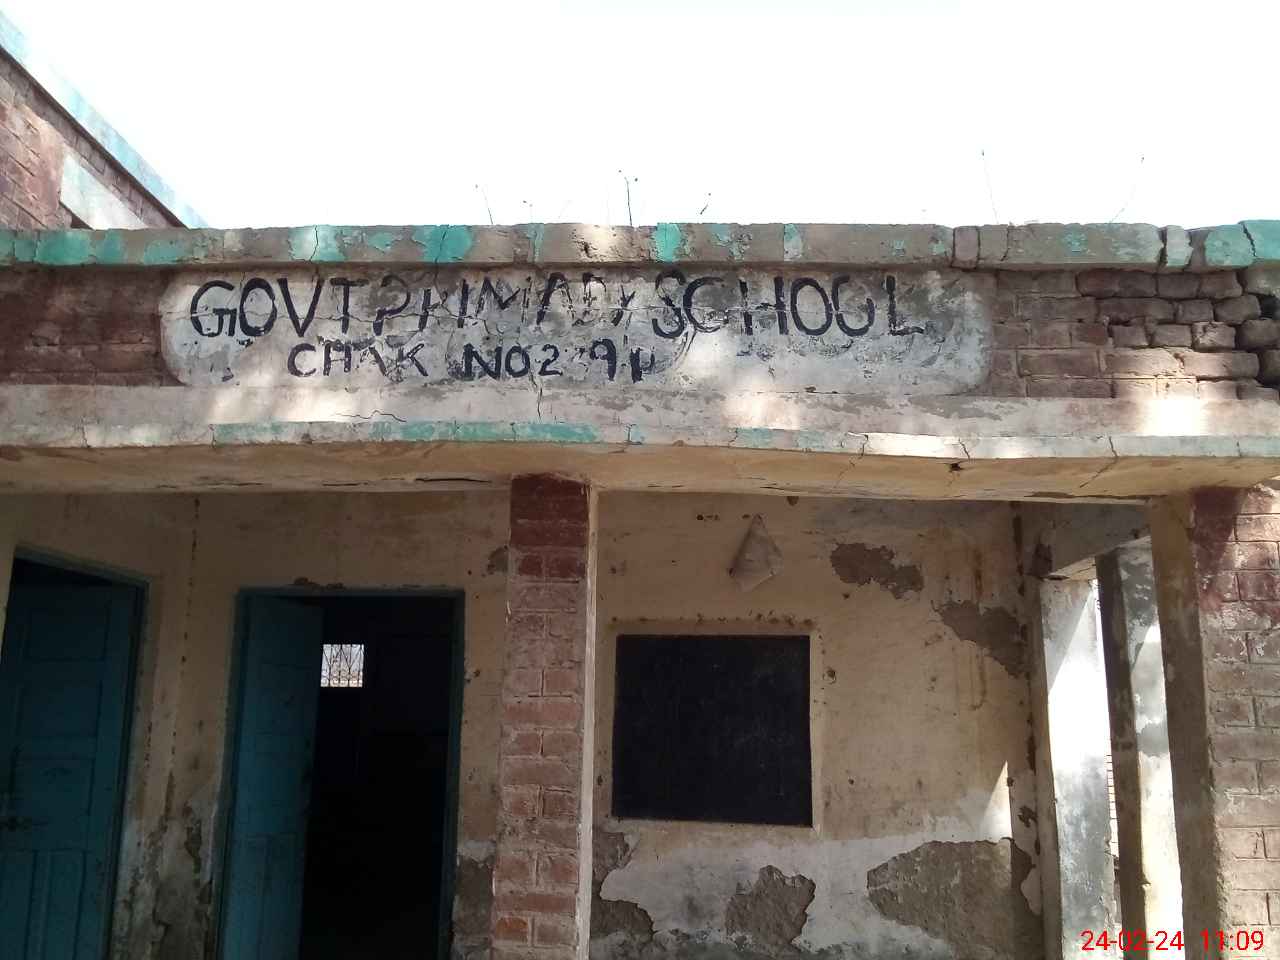 GOVT PRIMARY SCHOOL
CHAK NO
24-02-24 11:09